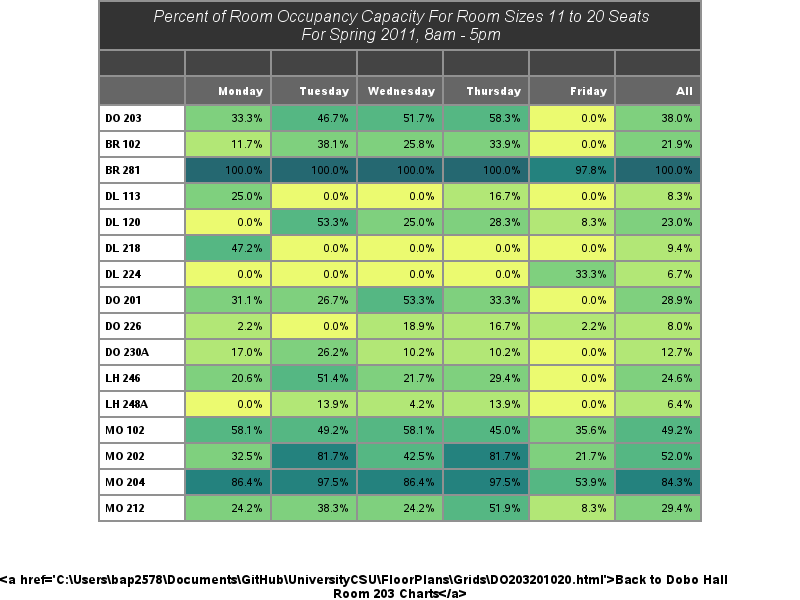 Percent of Room Occupancy Capacity For Room Sizes 11 to 20 Seats
For Spring 2011, 8am - 5pm
Monday Tuesday Wednesday Thursday Friday All
DO 203 33.3% 46.7% 51.7% 58.3% 0.0% 38.0%
BR 102 11.7% 38.1% 25.8% 33.9% 0.0% 21.9%
BR 281 100.0% 100.0% 100.0% 100.0% 97.8% 100.0%
DL 113 25.0% 0.0% 0.0% 16.7% 0.0% 8.3%
DL 120 0.0% 53.3% 25.0% 28.3% 8.3% 23.0%
DL 218 47.2% 0.0% 0.0% 0.0% 0.0% 9.4%
DL 224 0.0% 0.0% 0.0% 0.0% 33.3% 6.7%
DO 201 31.1% 26.7% 53.3% 33.3% 0.0% 28.9%
DO 226 2.2% 0.0% 18.9% 16.7% 2.2% 8.0%
DO 230A 17.0% 26.2% 10.2% 10.2% 0.0% 12.7%
LH 246 20.6% 51.4% 21.7% 29.4% 0.0% 24.6%
LH 248A 0.0% 13.9% 4.2% 13.9% 0.0% 6.4%
MO 102 58.1% 49.2% 58.1% 45.0% 35.6% 49.2%
MO 202 32.5% 81.7% 42.5% 81.7% 21.7% 52.0%
MO 204 86.4% 97.5% 86.4% 97.5% 53.9% 84.3%
MO 212 24.2% 38.3% 24.2% 51.9% 8.3% 29.4%
<a href='C:\Users\bap2578\Documents\GitHub\UniversityCSU\FloorPlans\Grids\DO203201020.html'>Back to Dobo Hall
Room 203 Charts</a>